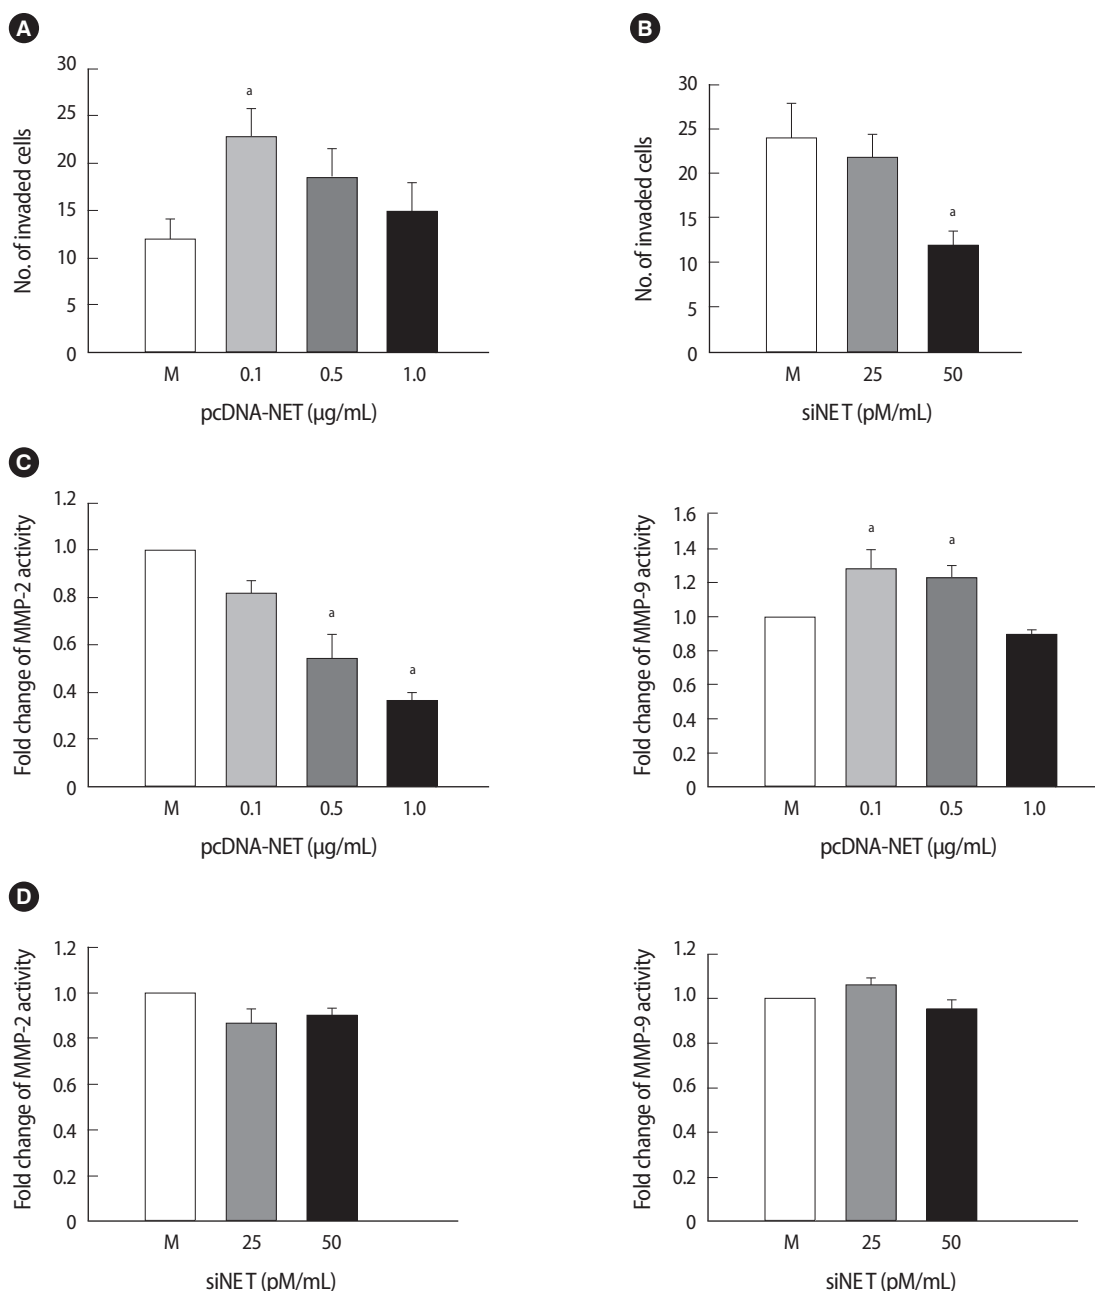 A
No. of invaded cells
30
25
20
15
10
5
0
a
M 0.1 0.5 1.0
pcDNA-NET (µg/mL)
B
No. of invaded cells
30
25
20
15
10
5
0
a
M 25 50
siNET (pM/mL)
C
Fold change of MMP-2 activity
1.2
1.0
0.8
0.6
0.4
0.2
0
a
a
M 0.1 0.5 1.0
pcDNA-NET (µg/mL)
Fold change of MMP-9 activity
1.6
1.4
1.2
1.0
0.8
0.6
0.4
0.2
0
a
a
M 0.1 0.5 1.0
pcDNA-NET (µg/mL)
D
Fold change of MMP-2 activity
1.2
1.0
0.8
0.6
0.4
0.2
0
M 25 50
siNET (pM/mL)
Fold change of MMP-9 activity
1.2
1.0
0.8
0.6
0.4
0.2
0
M 25 50
siNET (pM/mL)